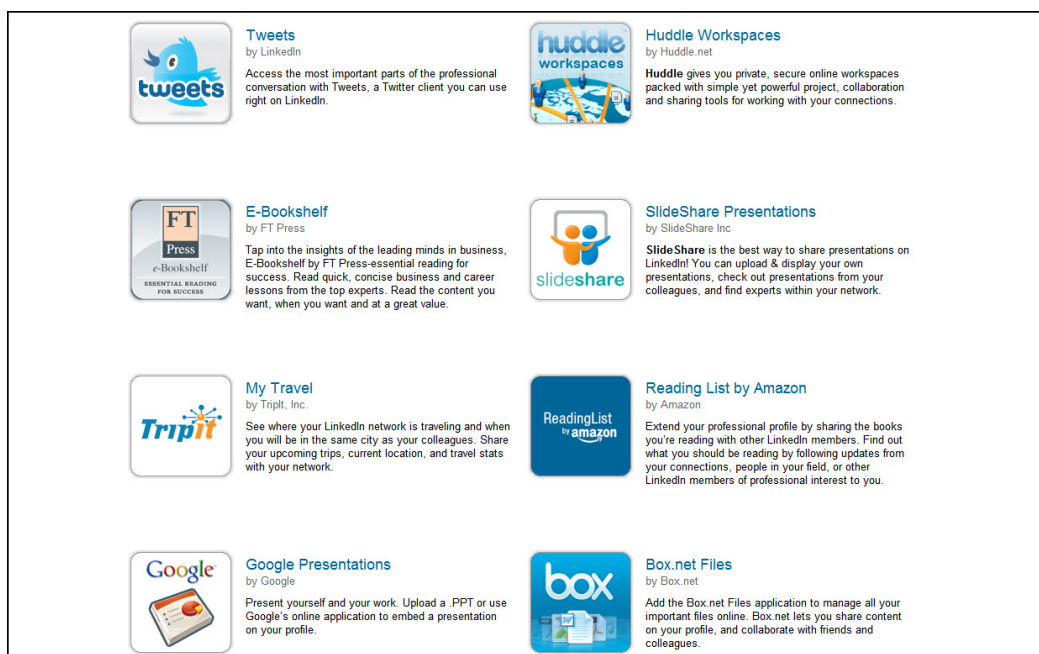 tweets
Tweets
by LinkedIn
Access the most important parts of the professional
conversation with Tweets, a Twitter client you can use
right on LinkedIn.
huddle
workspaces
Huddle Workspaces
by Huddle.net
Huddle gives you private, secure online workspaces
packed with simple yet powerful project, collaboration
and sharing tools for working with your connections.
FT
Press
e-Bookshelf
ESSENTIAL READING
FOR SUCCESS
E-Bookshelf
by FT Press
Tap into the insights of the leading minds in business,
E-Bookshelf by FT Press-essential reading for
success. Read quick, concise business and career
lessons from the top experts. Read the content you
want, when you want and at a great value.
slideshare
SlideShare Presentations
by SlideShare Inc
SlideShare is the best way to share presentations on
LinkedIn! You can upload & display your own
presentations, check out presentations from your
colleagues, and find experts within your network.
TripIt
My Travel
by TripIt, Inc.
See where your LinkedIn network is traveling and when
you will be in the same city as your colleagues. Share
your upcoming trips, current location, and travel stats
with your network.
ReadingList
by amazon
Reading List by Amazon
by Amazon
Extend your professional profile by sharing the books
you're reading with other LinkedIn members. Find out
what you should be reading by following updates from
your connections, people in your field, or other
LinkedIn members of professional interest to you.
Google
Google Presentations
by Google
Present yourself and your work. Upload a .PPT or use
Google's online application to embed a presentation
on your profile.
box
W
Box.net Files
by Box.net
Add the Box.net Files application to manage all your
important files online. Box.net lets you share content
on your profile, and collaborate with friends and
colleagues.